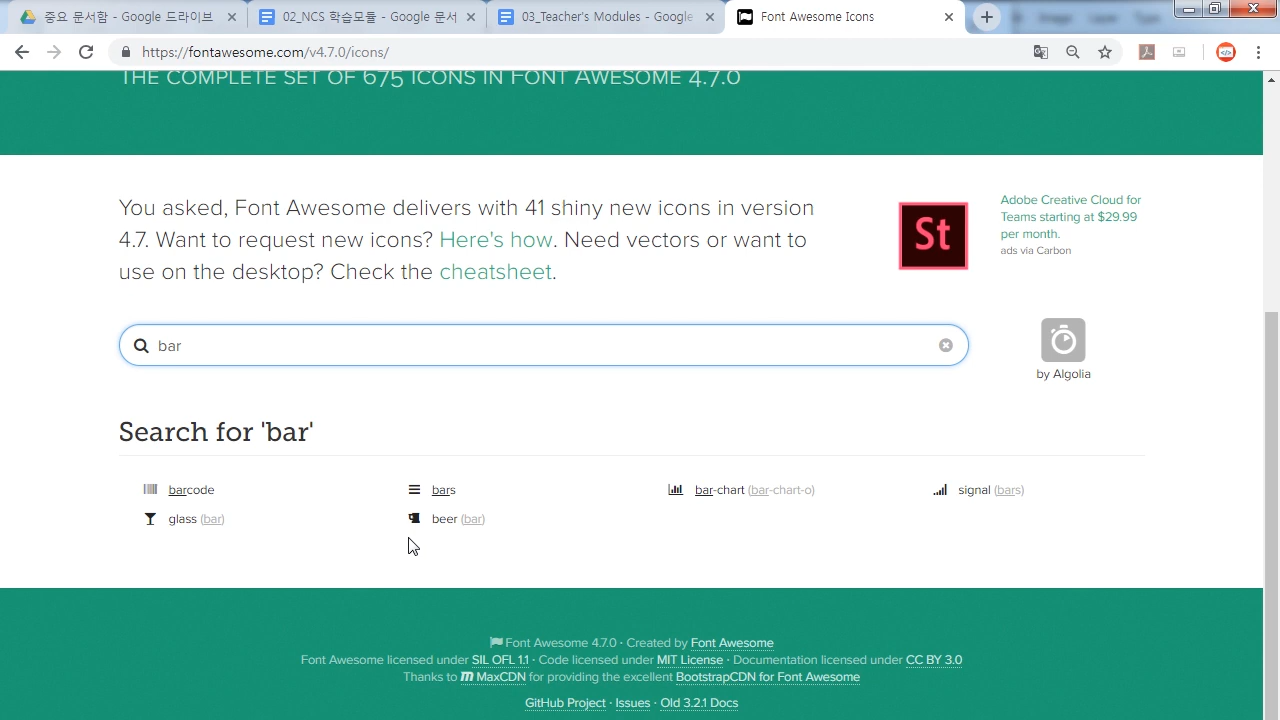 공유 문서함 - Google 드라이브
02_NCS 학습모듈 - Google 문서
03_Teacher's Modules - Google
Font Awesome Icons
Image Layer Type
https://fontawesome.com/v4.7.0/icons/
THE COMPLETE SET OF 675 ICONS IN FONT AWESOME 4.7.0
You asked, Font Awesome delivers with 41 shiny new icons in version
4.7. Want to request new icons? Here's how. Need vectors or want to
use on the desktop? Check the cheatsheet.
St
Adobe Creative Cloud for
Teams starting at $29.99
per month.
ads via Carbon
bar
by Algolia
Search for 'bar'
barcode
bars
bar-chart (bar-chart-o)
signal (bars)
glass (bar)
beer (bar)
Font Awesome 4.7.0 · Created by Font Awesome
Font Awesome licensed under SIL OFL 1.1 · Code licensed under MIT License · Documentation licensed under CC BY 3.0
Thanks to MaxCDN for providing the excellent BootstrapCDN for Font Awesome
GitHub Project · Issues · Old 3.2.1 Docs